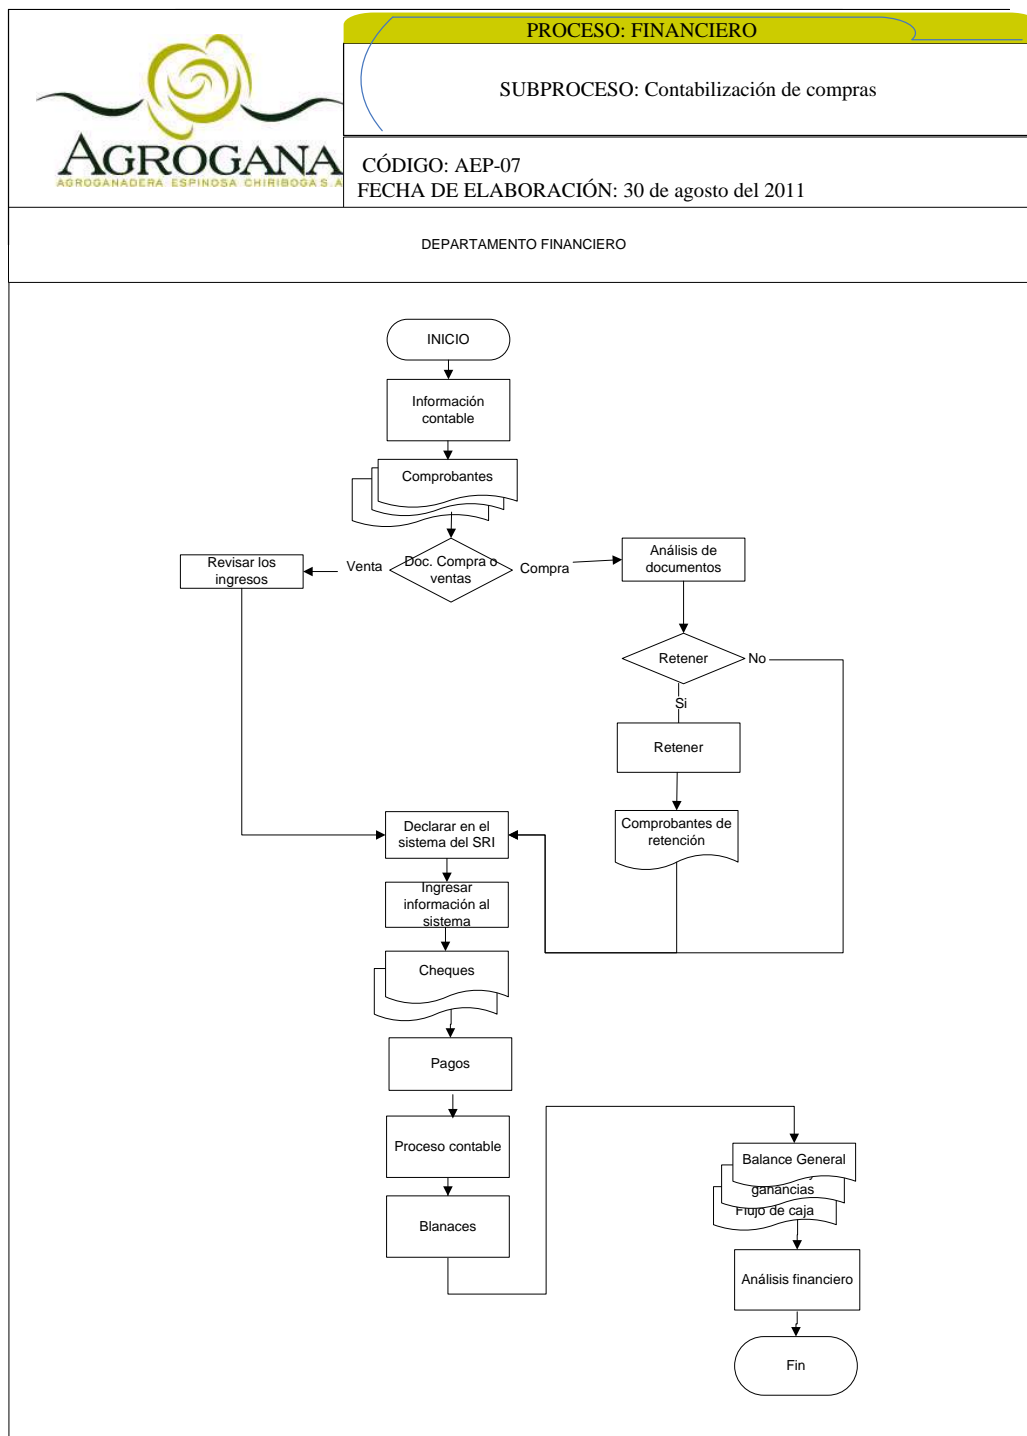 PROCESO: FINANCIERO
SUBPROCESO: Contabilización de compras
AGROGANA
AGROGANADERA ESPINOSA CHIRIBOGA S.A
CÓDIGO: AEP-07
FECHA DE ELABORACIÓN: 30 de agosto del 2011
DEPARTAMENTO FINANCIERO
INICIO
Información
contable
Comprobantes
Doc. Compra o
ventas
Venta
Compra
Revisar los
ingresos
Análisis de
documentos
Retener
No
Si
Retener
Comprobantes de
retención
Declarar en el
sistema del SRI
Ingresar
información al
sistema
Cheques
Pagos
Proceso contable
Blanaces
Balance General
ganancias
Flujo de caja
Análisis financiero
Fin